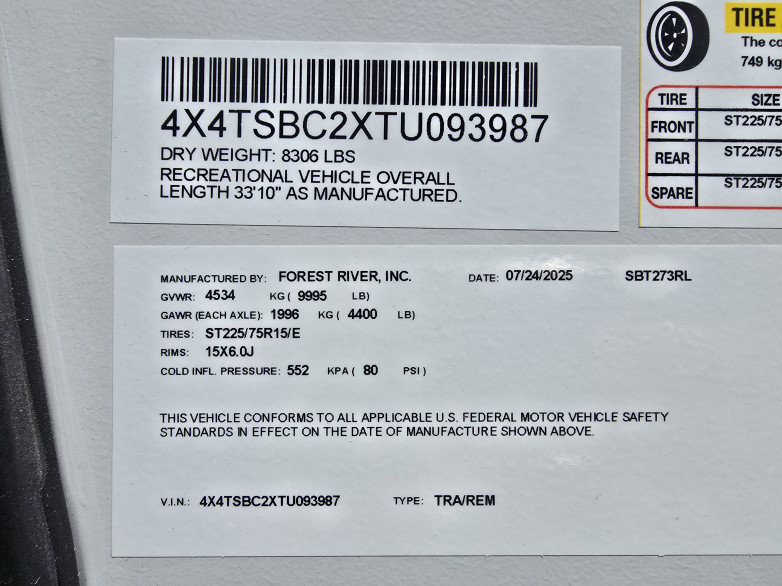 4X4TSBC2XTU093987
DRY WEIGHT: 8306 LBS
RECREATIONAL VEHICLE OVERALL
LENGTH 33'10" AS MANUFACTURED.
TIRE
The co
749 kg
TIRE SIZE
FRONT ST225/75
REAR ST225/75
SPARE ST225/75
MANUFACTURED BY: FOREST RIVER, INC. DATE: 07/24/2025 SBT273RL
GVWR: 4534 KG ( 9995 LB)
GAWR (EACH AXLE): 1996 KG ( 4400 LB)
TIRES: ST225/75R15/E
RIMS: 15X6.0J
COLD INFL. PRESSURE: 552 KPA ( 80 PSI )
THIS VEHICLE CONFORMS TO ALL APPLICABLE U.S. FEDERAL MOTOR VEHICLE SAFETY
STANDARDS IN EFFECT ON THE DATE OF MANUFACTURE SHOWN ABOVE.
V.I.N.: 4X4TSBC2XTU093987 TYPE: TRA/REM